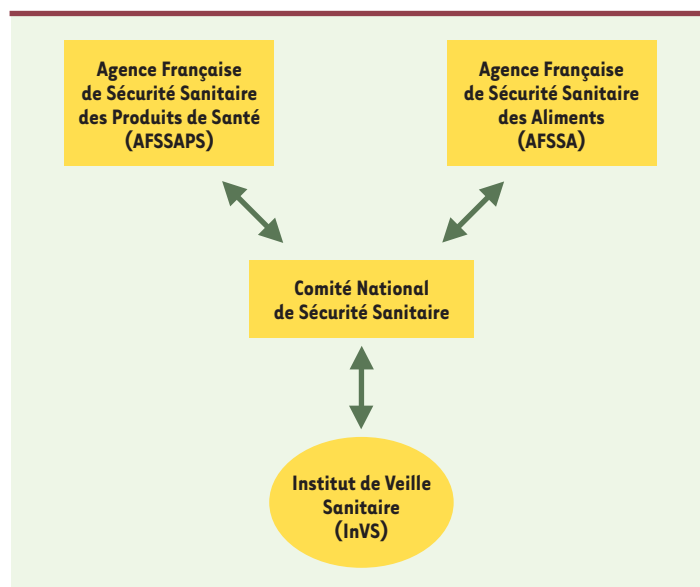 Agence Française
de Sécurité Sanitaire
des Produits de Santé
(AFSSAPS)
Agence Française
de Sécurité Sanitaire
des Aliments
(AFSSA)
Comité National
de Sécurité Sanitaire
Institut de Veille
Sanitaire
(InVS)